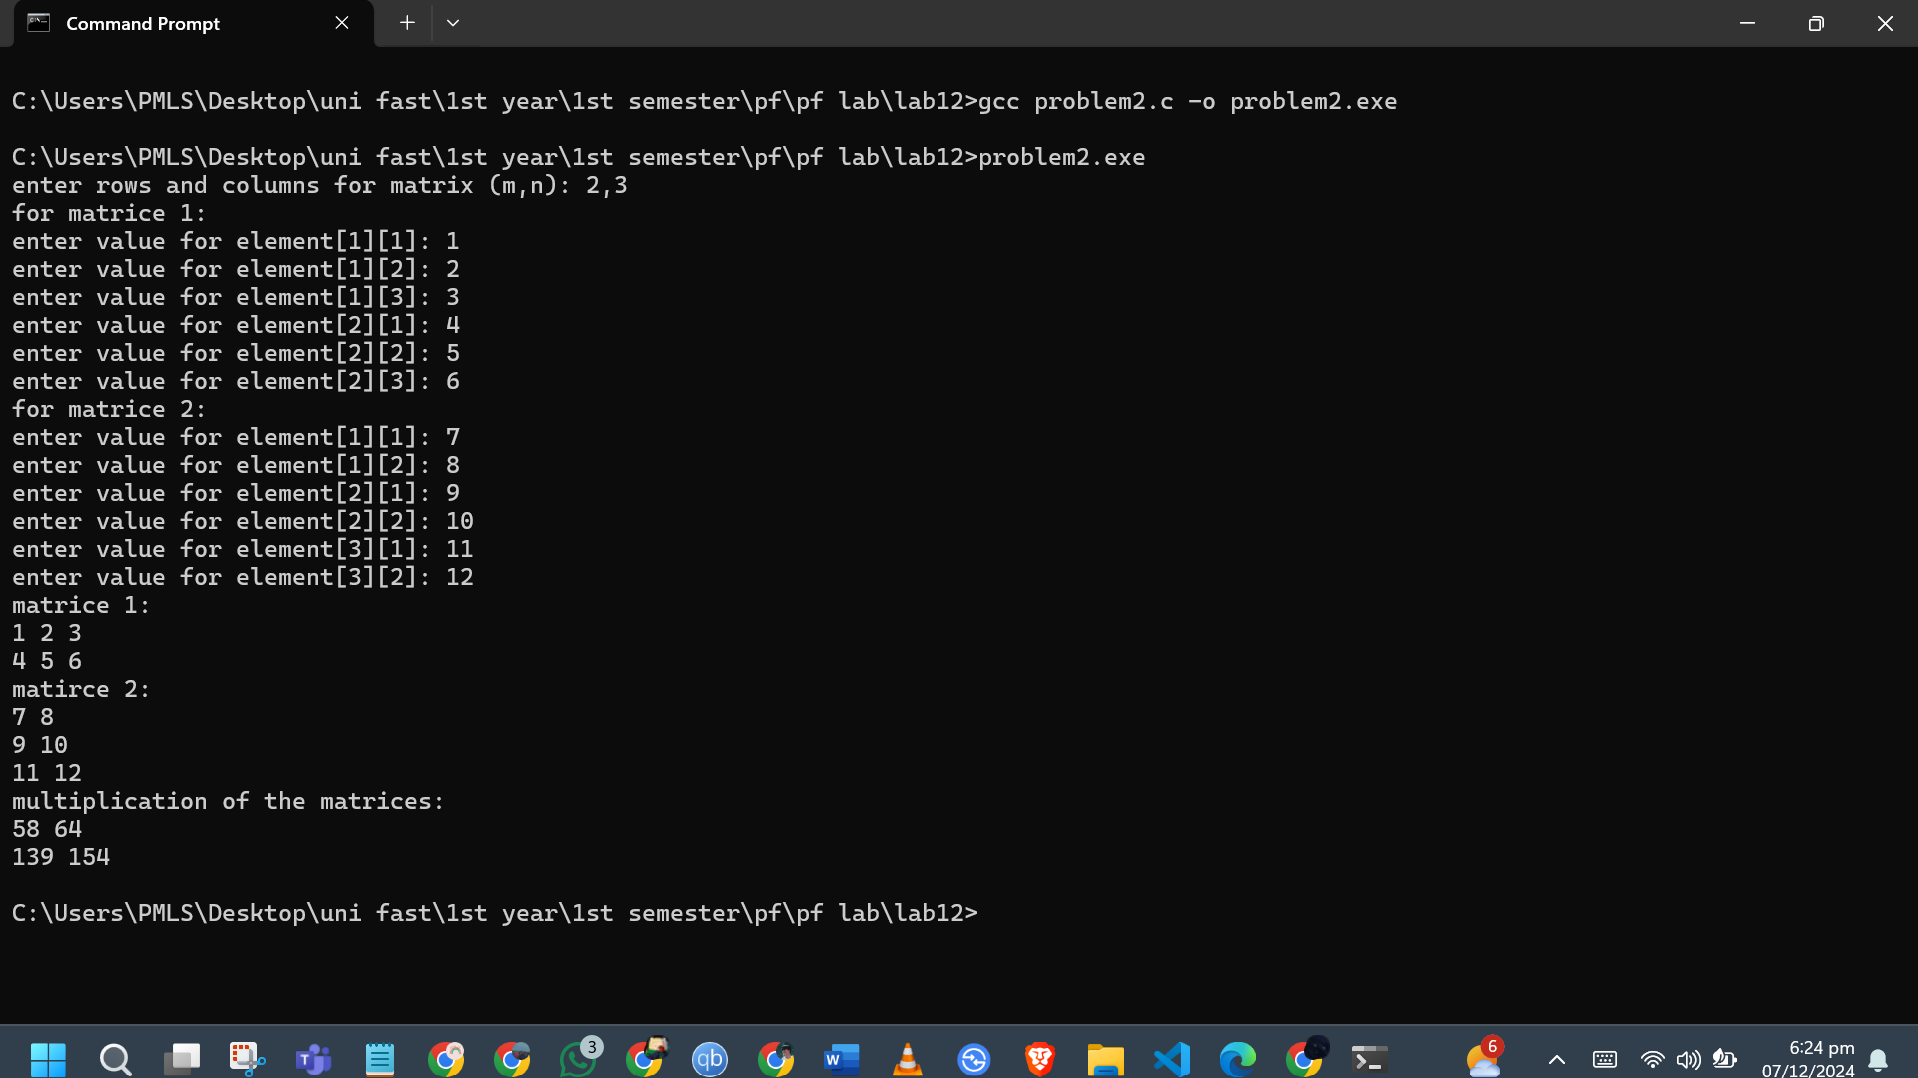 Command Prompt
C:\Users\PMLS\Desktop\uni fast\1st year\1st semester\pf\pf lab\lab12>gcc problem2.c -o problem2.exe
C:\Users\PMLS\Desktop\uni fast\1st year\1st semester\pf\pf lab\lab12>problem2.exe
enter rows and columns for matrix (m,n): 2,3
for matrice 1:
enter value for element[1][1]: 1
enter value for element[1][2]: 2
enter value for element[1][3]: 3
enter value for element[2][1]: 4
enter value for element[2][2]: 5
enter value for element[2][3]: 6
for matrice 2:
enter value for element[1][1]: 7
enter value for element[1][2]: 8
enter value for element[2][1]: 9
enter value for element[2][2]: 10
enter value for element[3][1]: 11
enter value for element[3][2]: 12
matrice 1:
1 2 3
4 5 6
matirce 2:
7 8
9 10
11 12
multiplication of the matrices:
58 64
139 154
C:\Users\PMLS\Desktop\uni fast\1st year\1st semester\pf\pf lab\lab12>
T
3
qb
W
6
6:24 pm
07/12/2024